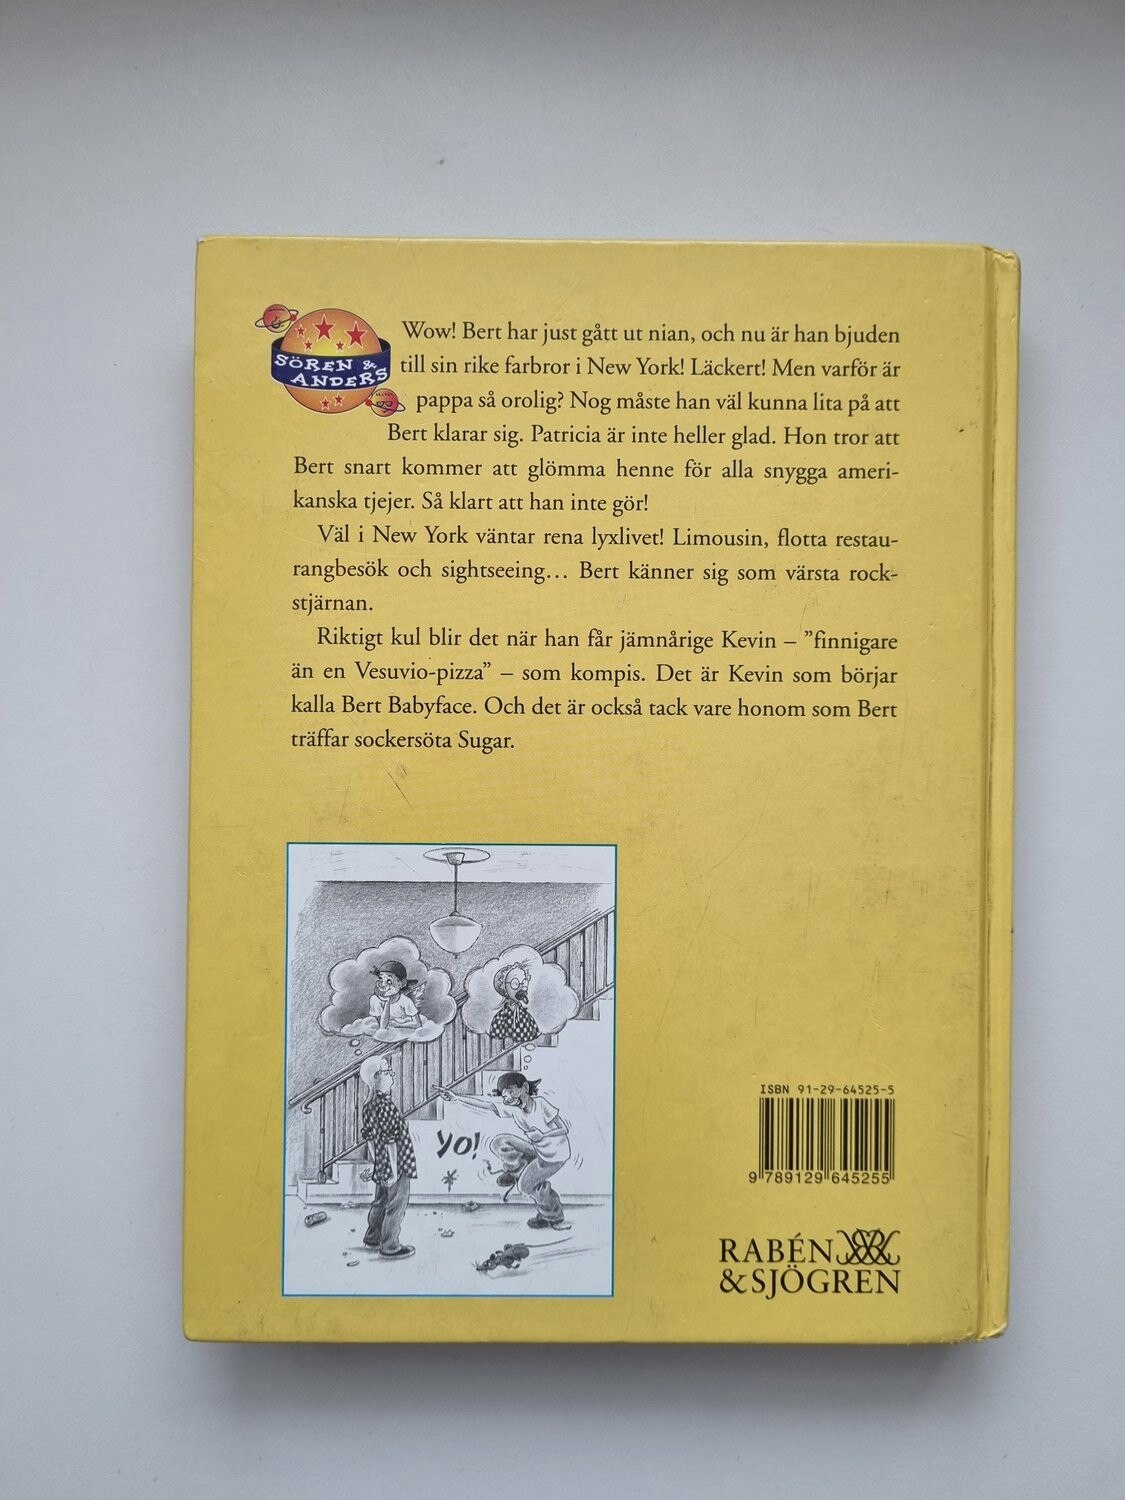 SÖREN &
ANDERS
Wow! Bert har just gått ut nian, och nu är han bjuden
till sin rike farbror i New York! Läckert! Men varför är
pappa så orolig? Nog måste han väl kunna lita på att
Bert klarar sig. Patricia är inte heller glad. Hon tror att
Bert snart kommer att glömma henne för alla snygga ameri-
kanska tjejer. Så klart att han inte gör!
Väl i New York väntar rena lyxlivet! Limousin, flotta restau-
rangbesök och sightseeing... Bert känner sig som värsta rock-
stjärnan.
Riktigt kul blir det när han får jämnårige Kevin – ”finnigare
än en Vesuvio-pizza” – som kompis. Det är Kevin som börjar
kalla Bert Babyface. Och det är också tack vare honom som Bert
träffar sockersöta Sugar.
YO!
ISBN 91-29-64525-5
9 789129 645255
RABÉN
&SJÖGREN